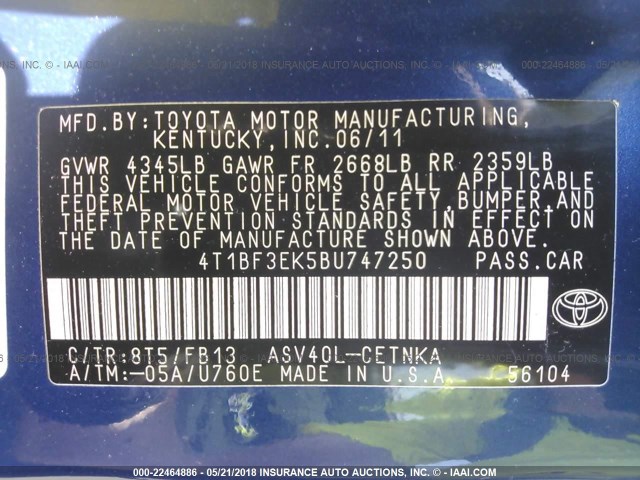 MFD.BY: TOYOTA MOTOR MANUFACTURING,
KENTUCKY, INC. 06/11
GVWR 4345LB GAWR FR 2668LB RR 2359LB
THIS VEHICLE CONFORMS TO ALL APPLICABLE
FEDERAL MOTOR VEHICLE SAFETY, BUMPER, AND
THEFT PREVENTION STANDARDS IN EFFECT ON
THE DATE OF MANUFACTURE SHOWN ABOVE.
4T1BF3EK5BU747250 PASS.CAR
C/TR: 8T5/FB13 ASV40L-CETNKA
A/TM:-05A/U760E MADE IN U.S.A. 56104
000-22464886 - 05/21/2018 INSURANCE AUTO AUCTIONS, INC. © - IAAI.COM